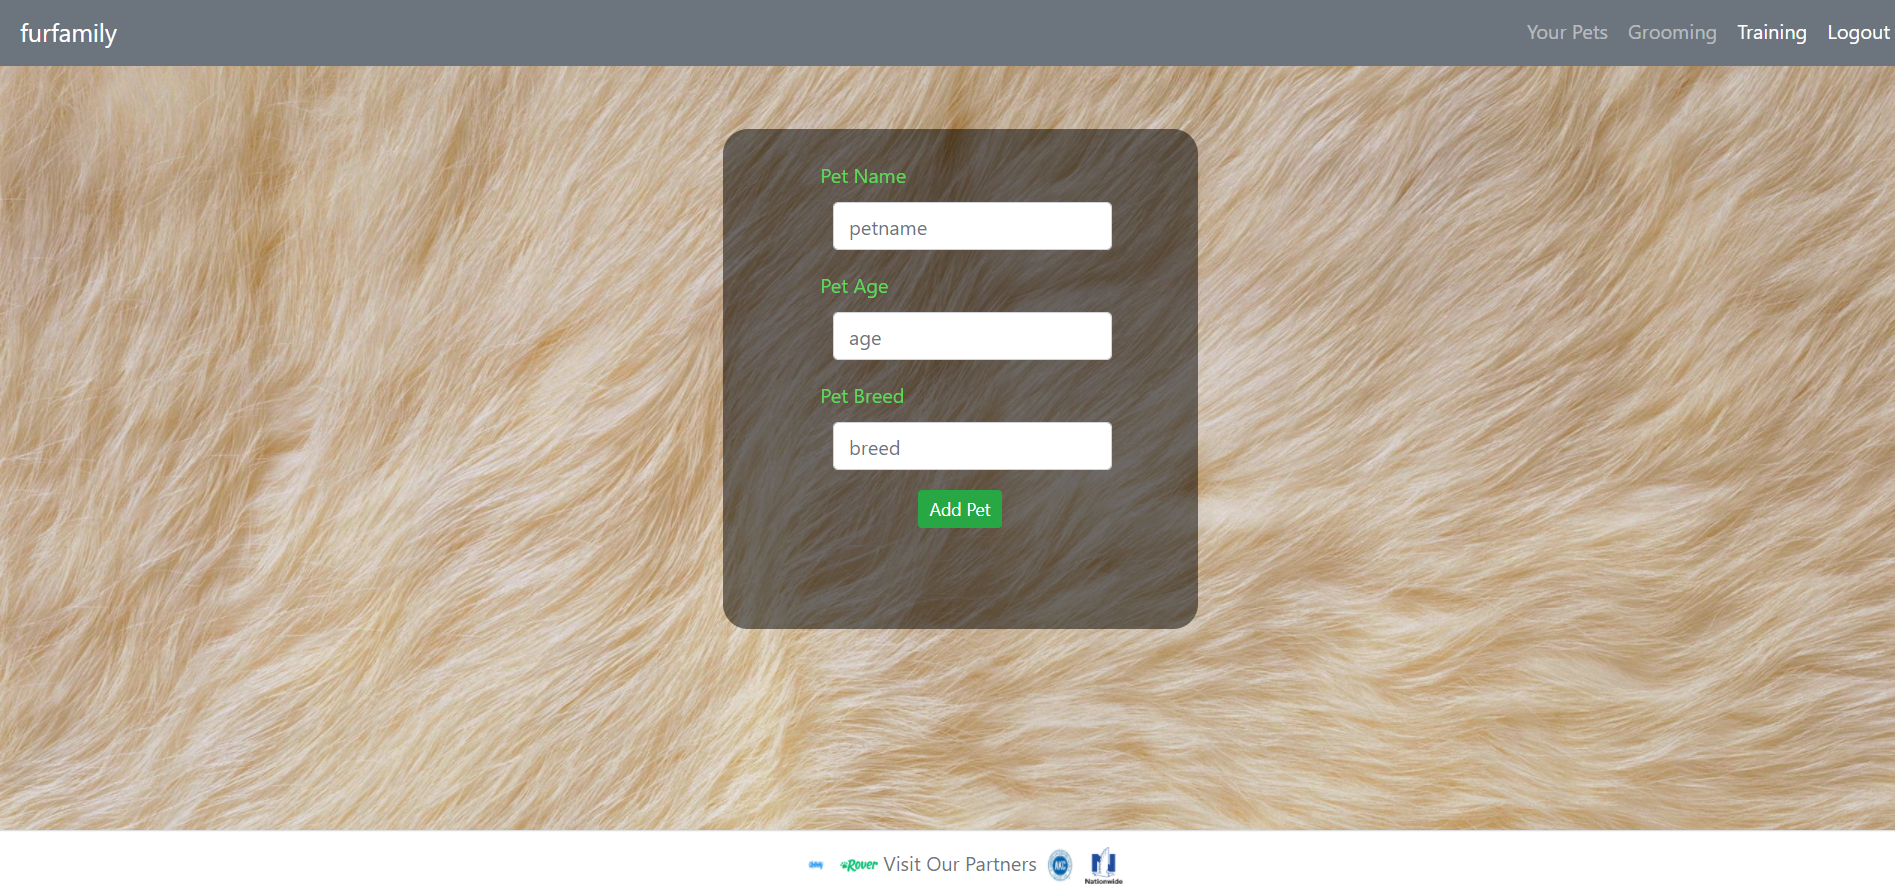 furfamily
Your Pets Grooming Training Logout
Pet Name
petname
Pet Age
age
Pet Breed
breed
Add Pet
Rover Visit Our Partners AKC Nationwide